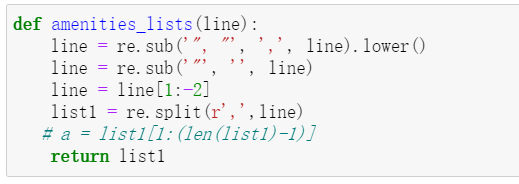 def amenities_lists(line):
    line = re.sub('", "', ',', line).lower()
    line = re.sub('"', '', line)
    line = line[1:-2]
    list1 = re.split(r',',line)
   # a = list1[1:(len(list1)-1)]
    return list1